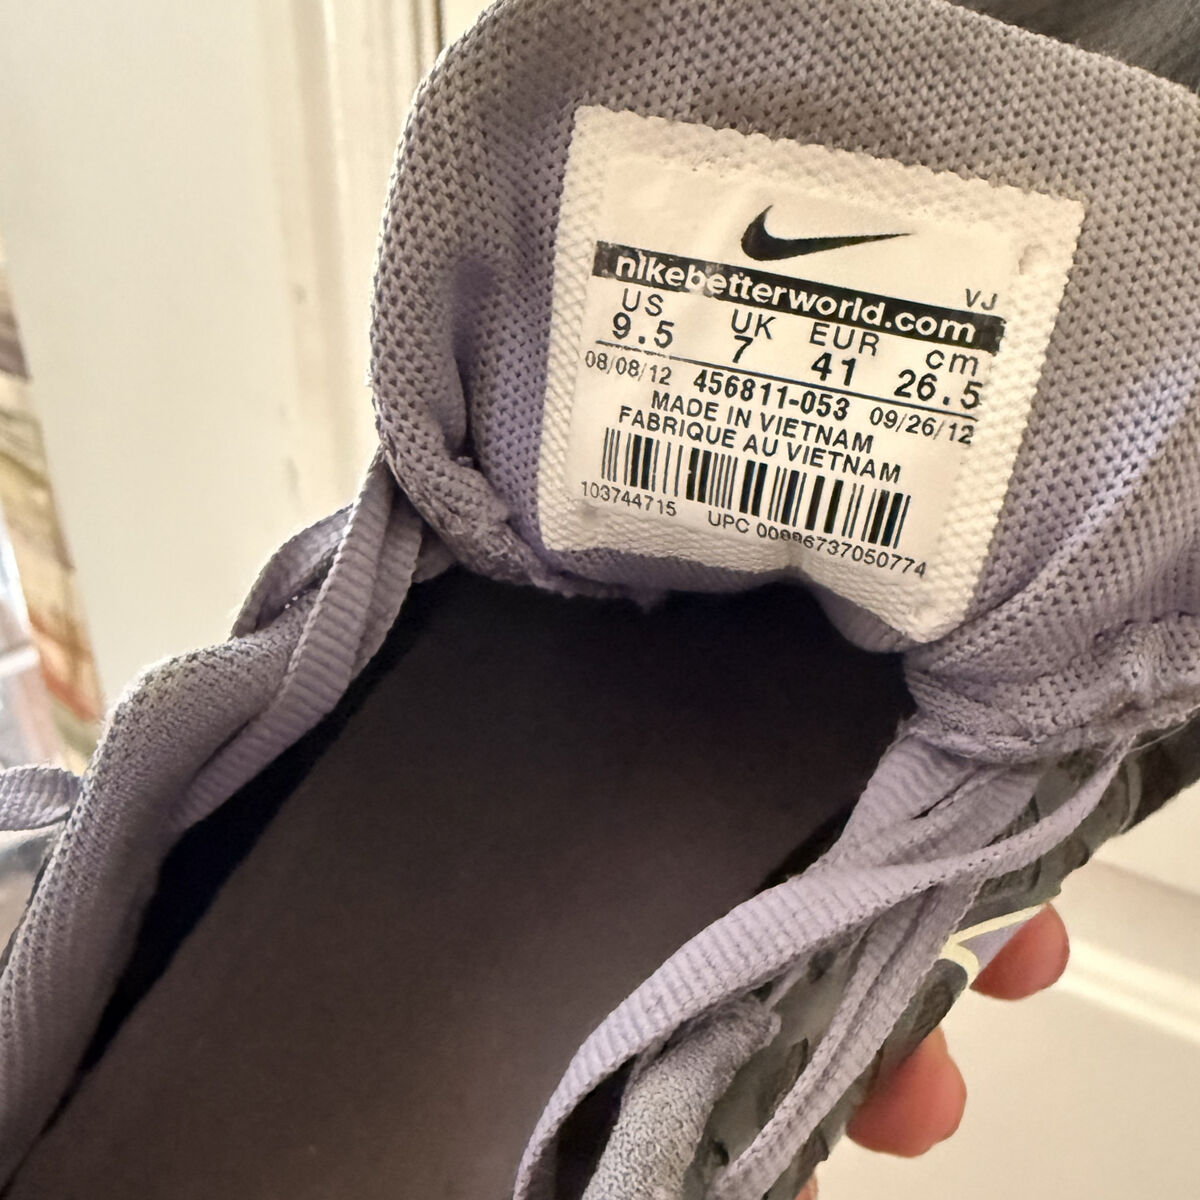 nikebetterworld.com
VJ
US UK EUR cm
9.5 7 41 26.5
08/08/12 456811-053 09/26/12
MADE IN VIETNAM
FABRIQUE AU VIETNAM
103744715 UPC 00886737050774